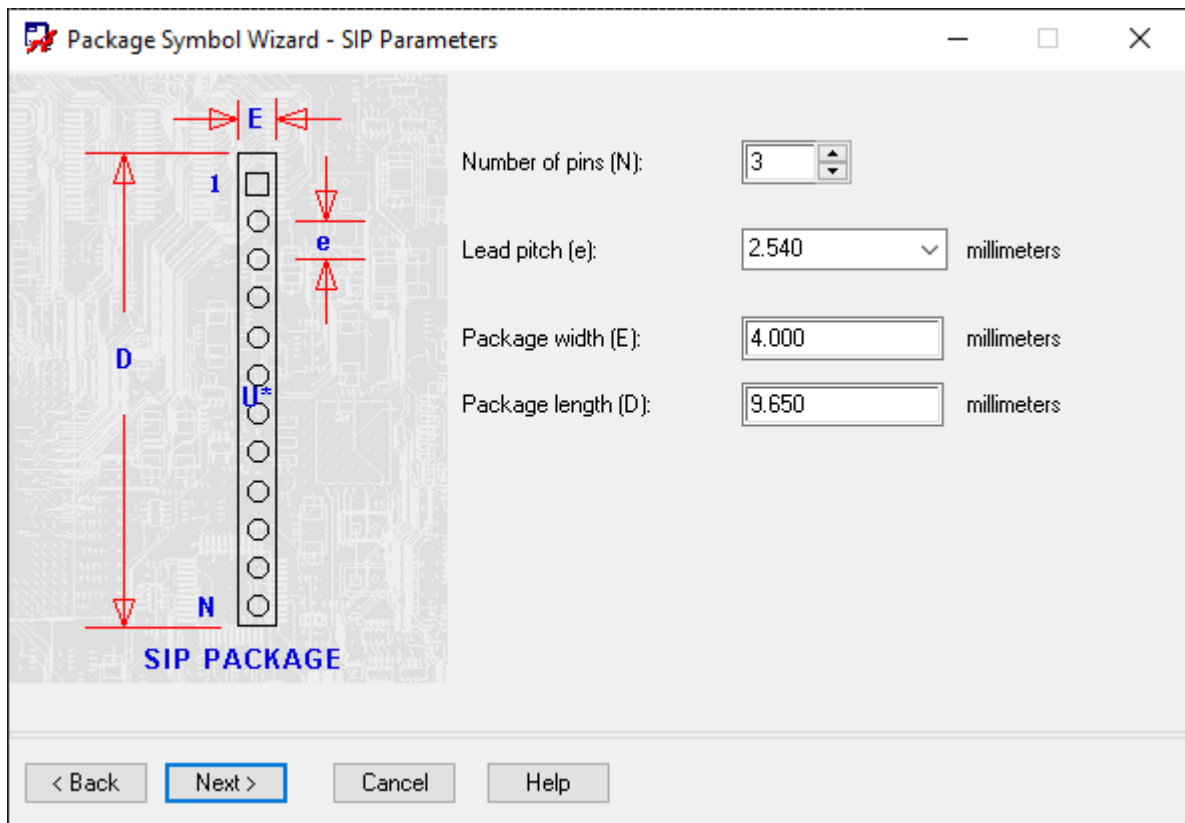 Package Symbol Wizard - SIP Parameters
E
1
e
D
U*
N
SIP PACKAGE
Number of pins (N): 3
Lead pitch (e): 2.540 millimeters
Package width (E): 4.000 millimeters
Package length (D): 9.650 millimeters
< Back Next > Cancel Help